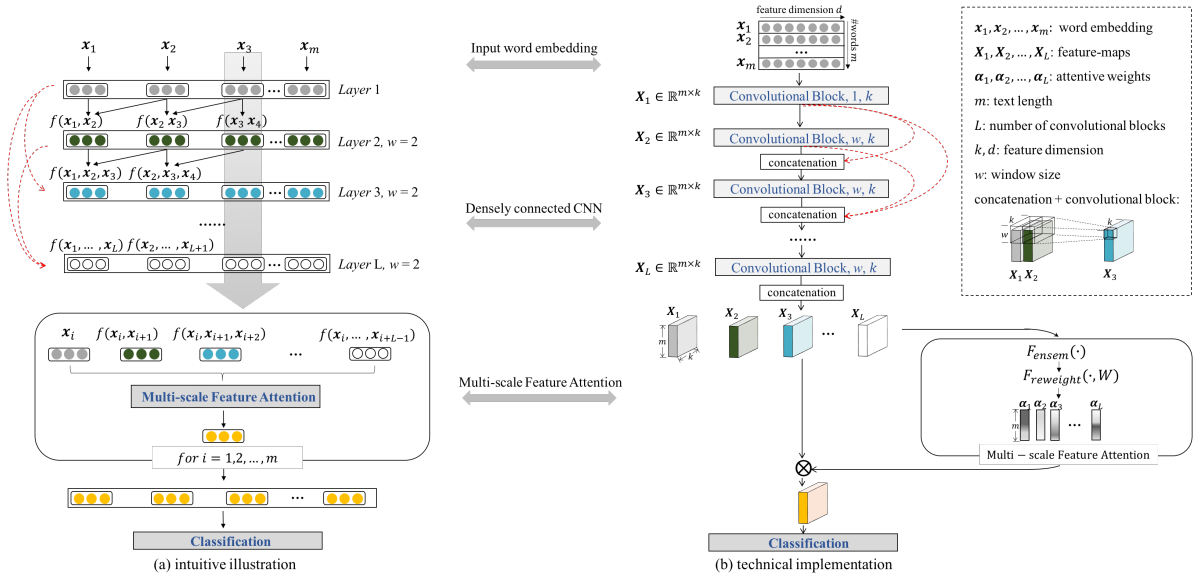 x1 x2 x3 xm
Layer 1
f(x1, x2) f(x2 x3) f(x3 x4)
Layer 2, w = 2
f(x1, x2, x3) f(x2, x3, x4)
Layer 3, w = 2
......
f(x1, … , xL) f(x2, … , xL+1)
Layer L, w = 2
xi f(xi, xi+1) f(xi, xi+1, xi+2) f(xi, … , xi+L−1)
...
Multi-scale Feature Attention
for i = 1,2, … , m
...
Classification
(a) intuitive illustration
Input word embedding
Densely connected CNN
Multi-scale Feature Attention
feature dimension d
#words m
x1
x2
...
xm
X1 ∈ ℝm×k Convolutional Block, 1, k
X2 ∈ ℝm×k Convolutional Block, w, k
concatenation
X3 ∈ ℝm×k Convolutional Block, w, k
concatenation
......
XL ∈ ℝm×k Convolutional Block, w, k
concatenation
X1 X2 X3 ... XL
m
k
Fensem(·)
Freweight(·, W)
α1 α2 α3 ... αL
m
Multi − scale Feature Attention
⊗
Classification
(b) technical implementation
x1, x2, … , xm: word embedding
X1, X2, … , XL: feature-maps
α1, α2, … , αL: attentive weights
m: text length
L: number of convolutional blocks
k, d: feature dimension
w: window size
concatenation + convolutional block:
k
w
k
X1 X2 X3